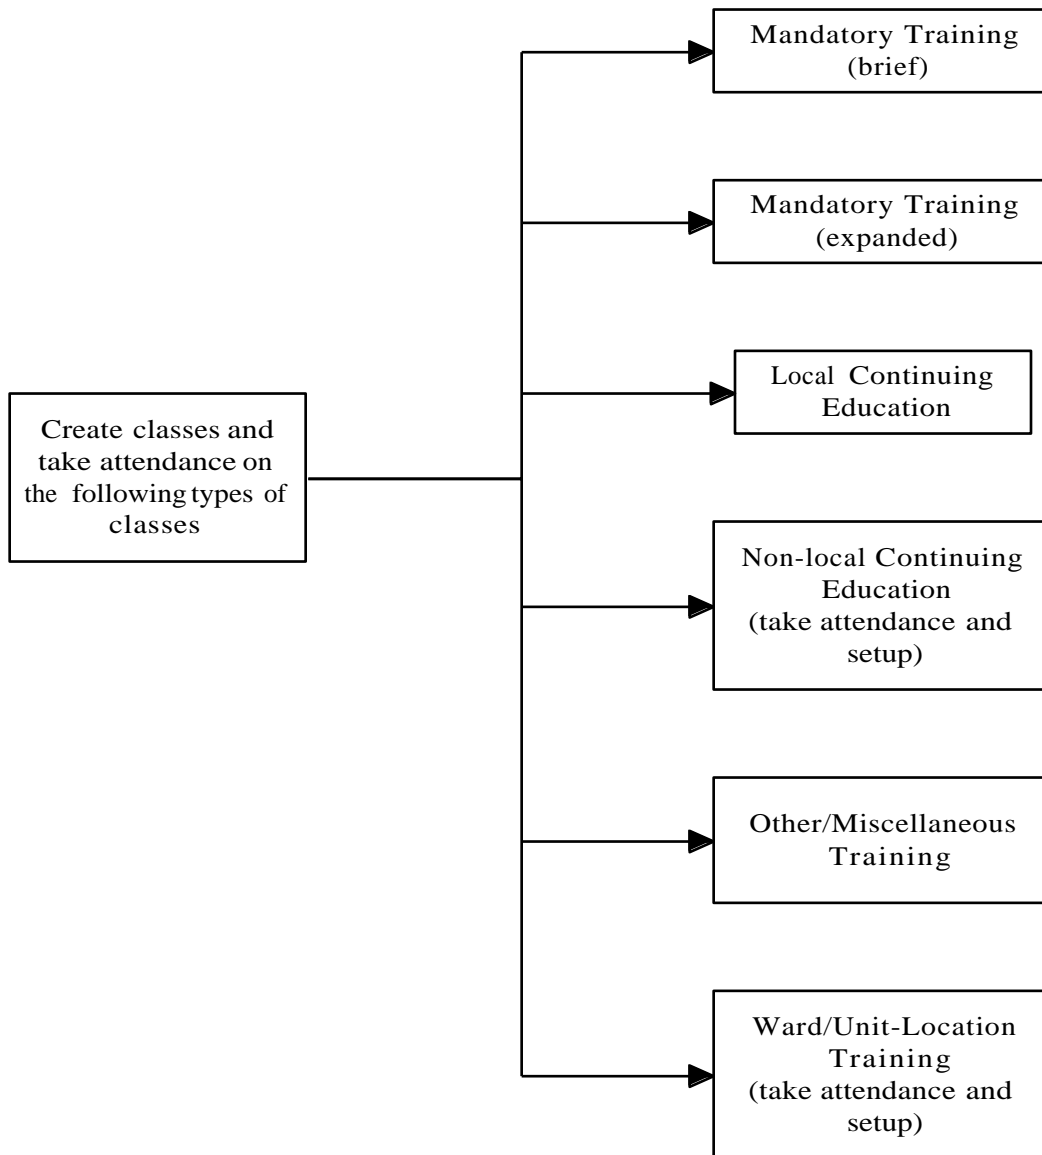 Mandatory Training
(brief)
Mandatory Training
(expanded)
Local Continuing
Education
Create classes and
take attendance on
the following types of
classes
Non-local Continuing
Education
(take attendance and
setup)
Other/Miscellaneous
Training
Ward/Unit-Location
Training
(take attendance and
setup)